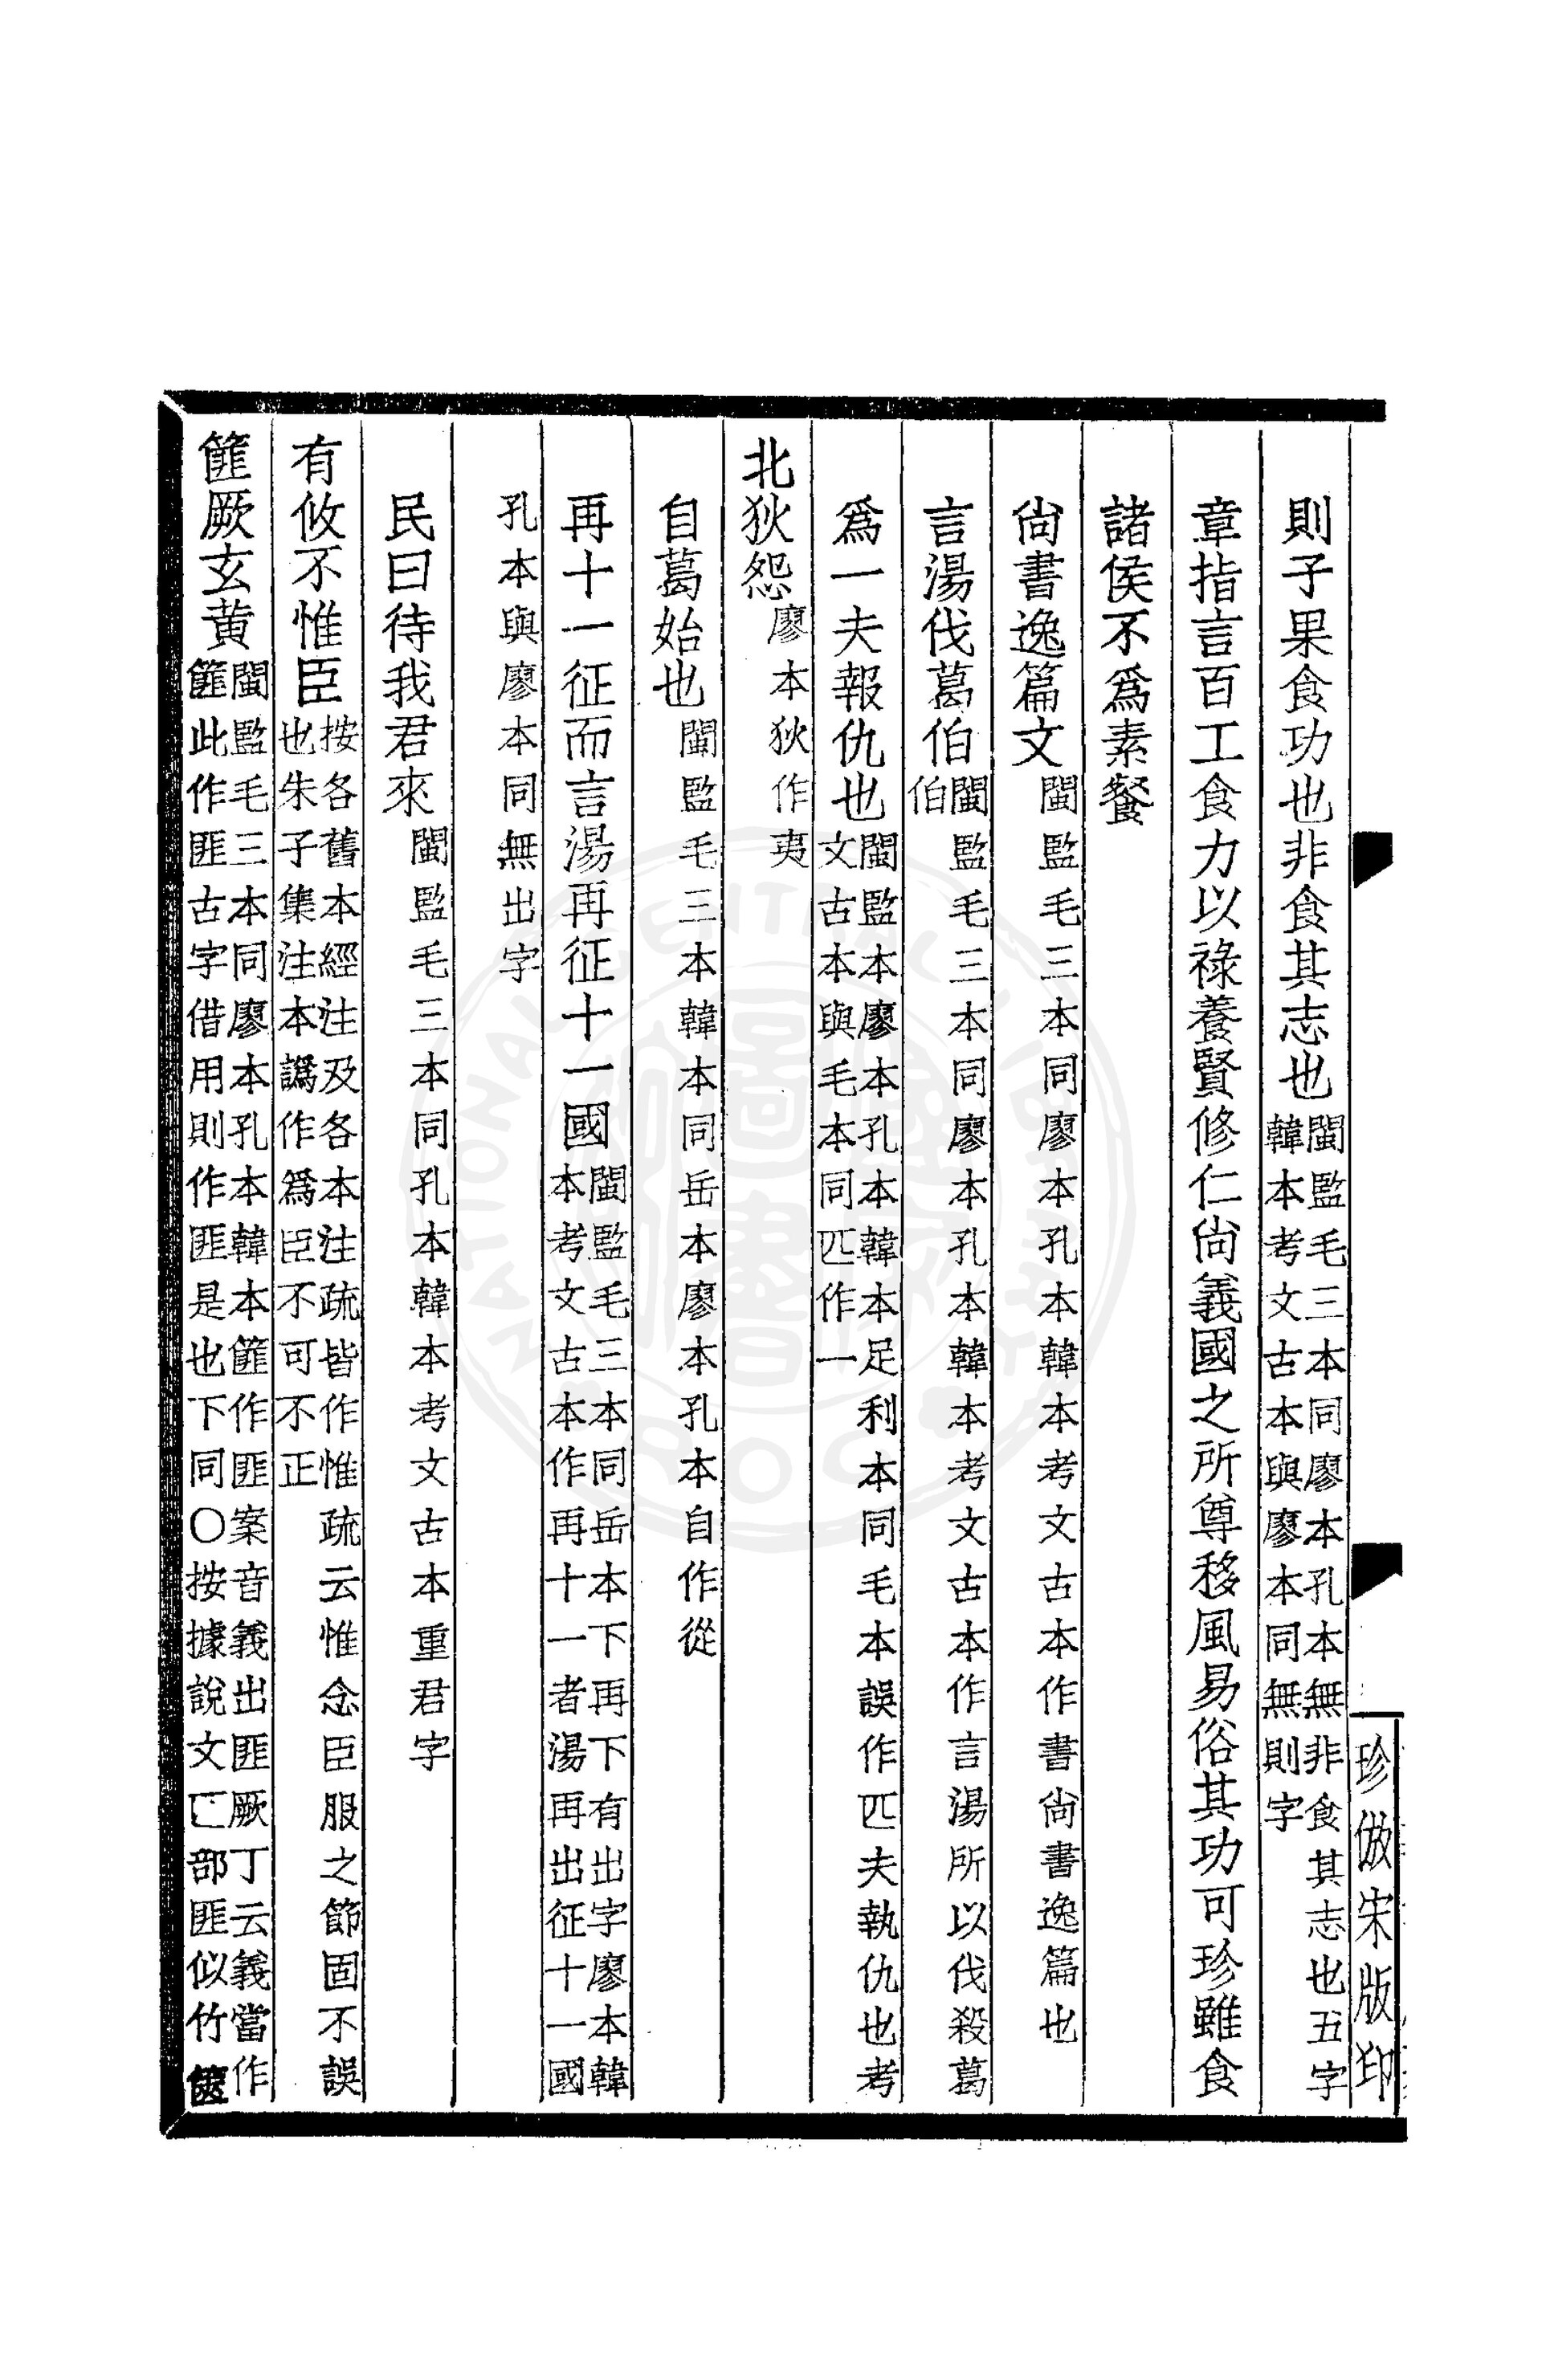 則子果食功也非食其志也閩監毛三本同廖本孔本無非食其志也五字韓本考文古本與廖本同無則字
章指言百工食力以祿養賢修仁尙義國之所尊移風易俗其功可珍雖食
諸侯不爲素餐
尙書逸篇文閩監毛三本同廖本孔本韓本考文古本作書尙書逸篇也
言湯伐葛伯閩監毛三本同廖本孔本韓本考文古本作言湯所以伐殺葛伯
爲一夫報仇也閩監本廖本孔本韓本足利本同毛本誤作匹夫執仇也考文古本與毛本同匹作一
北狄怨廖本狄作夷
自葛始也閩監毛三本韓本同岳本廖本孔本自作從
再十一征而言湯再征十一國閩監毛三本同岳本下再下有出字廖本韓本考文古本作再十一者湯再出征十一國
孔本與廖本同無出字
民曰待我君來閩監毛三本同孔本韓本考文古本重君字
有攸不惟臣按各舊本經注及各本注疏皆作惟疏云惟念臣服之節固不誤也朱子集注本譌作爲臣不可不正
篚厥玄黃閩監毛三本同廖本孔本韓本篚作匪案音義出匪厥丁云義當作篚此作匪古字借用則作匪是也下同〇按據說文匚部匪似竹篋
珍倣宋版印